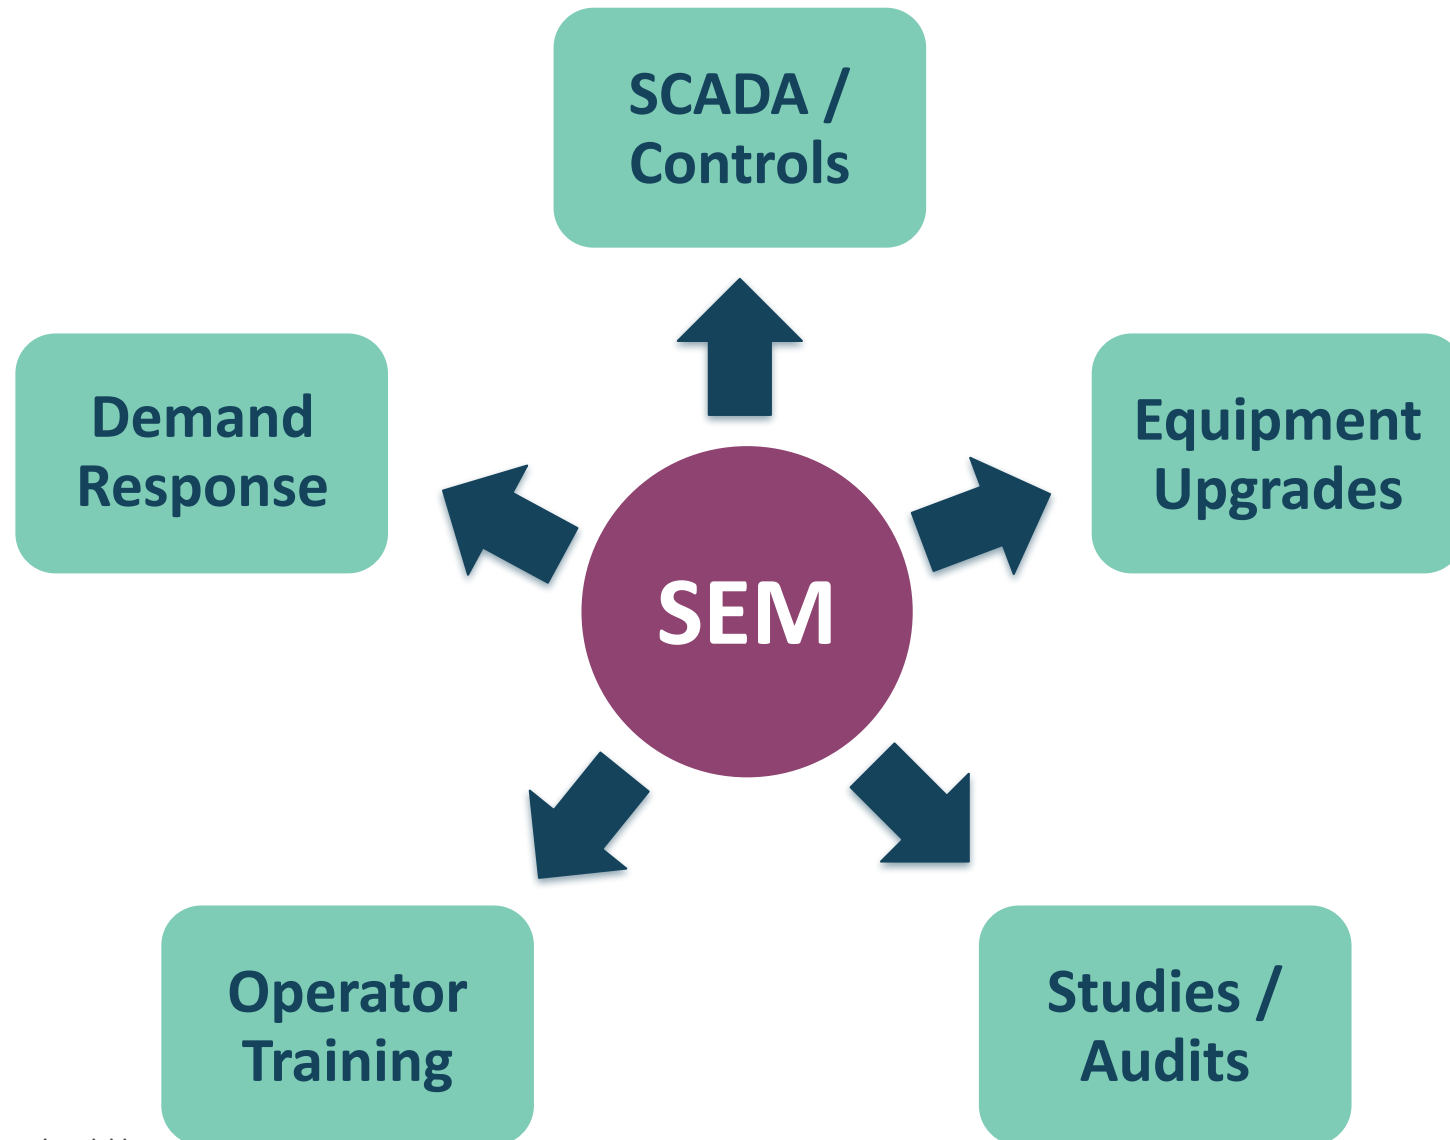 SCADA /
Controls
Demand
Response
Equipment
Upgrades
SEM
Operator
Training
Studies /
Audits